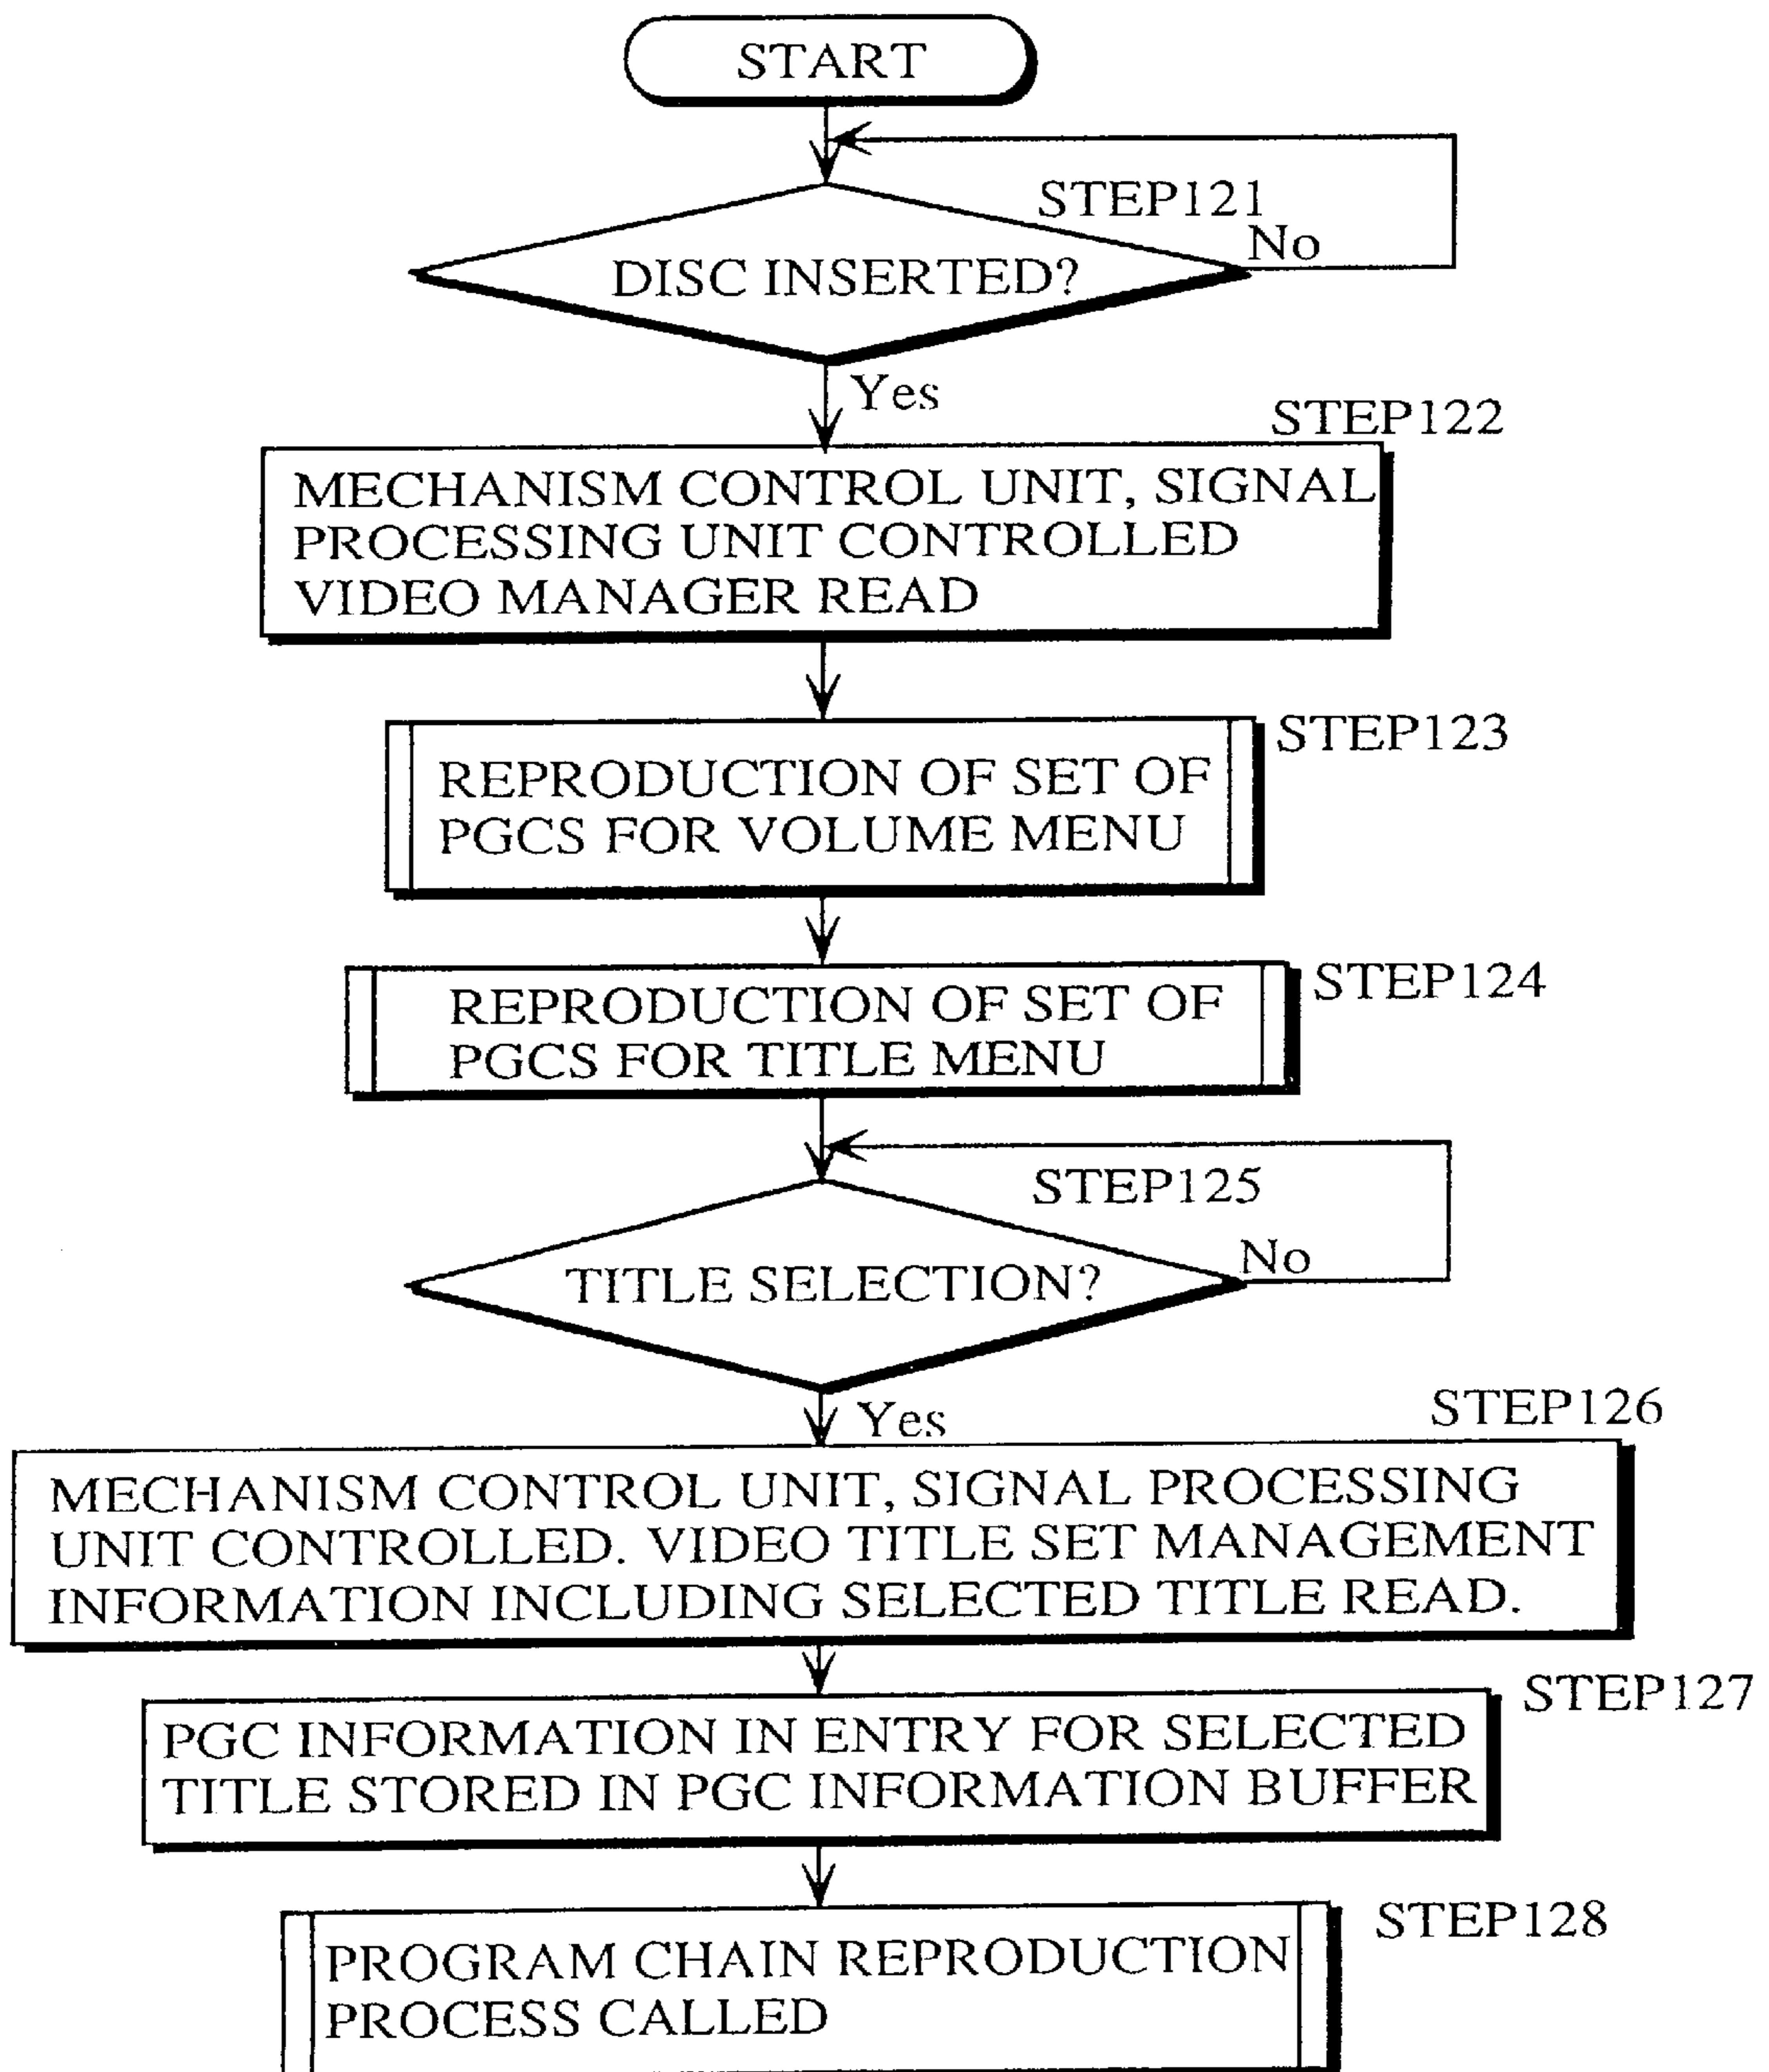 START
STEP121
No
DISC INSERTED?
Yes
STEP122
MECHANISM CONTROL UNIT, SIGNAL
PROCESSING UNIT CONTROLLED
VIDEO MANAGER READ
STEP123
REPRODUCTION OF SET OF
PGCS FOR VOLUME MENU
STEP124
REPRODUCTION OF SET OF
PGCS FOR TITLE MENU
STEP125
No
TITLE SELECTION?
Yes
STEP126
MECHANISM CONTROL UNIT, SIGNAL PROCESSING
UNIT CONTROLLED. VIDEO TITLE SET MANAGEMENT
INFORMATION INCLUDING SELECTED TITLE READ.
STEP127
PGC INFORMATION IN ENTRY FOR SELECTED
TITLE STORED IN PGC INFORMATION BUFFER
STEP128
PROGRAM CHAIN REPRODUCTION
PROCESS CALLED